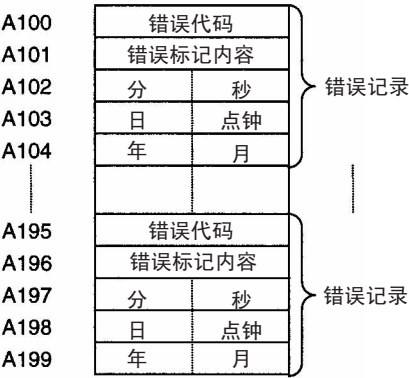 A100 错误代码
A101 错误标记内容 错误记录
A102 分 秒
A103 日 点钟
A104 年 月
A195 错误代码
A196 错误标记内容
A197 分 秒 错误记录
A198 日 点钟
A199 年 月